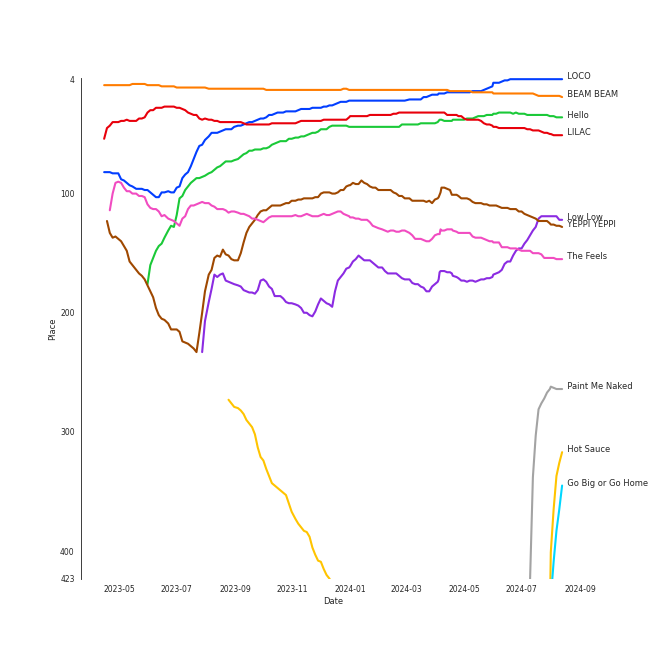 4
LOCO
BEAM BEAM
Hello
LILAC
100
Low Low
YEPPI YEPPI
The Feels
200
Place
Paint Me Naked
300
Hot Sauce
Go Big or Go Home
400
423
2023-05 2023-07 2023-09 2023-11 2024-01 2024-03 2024-05 2024-07 2024-09
Date